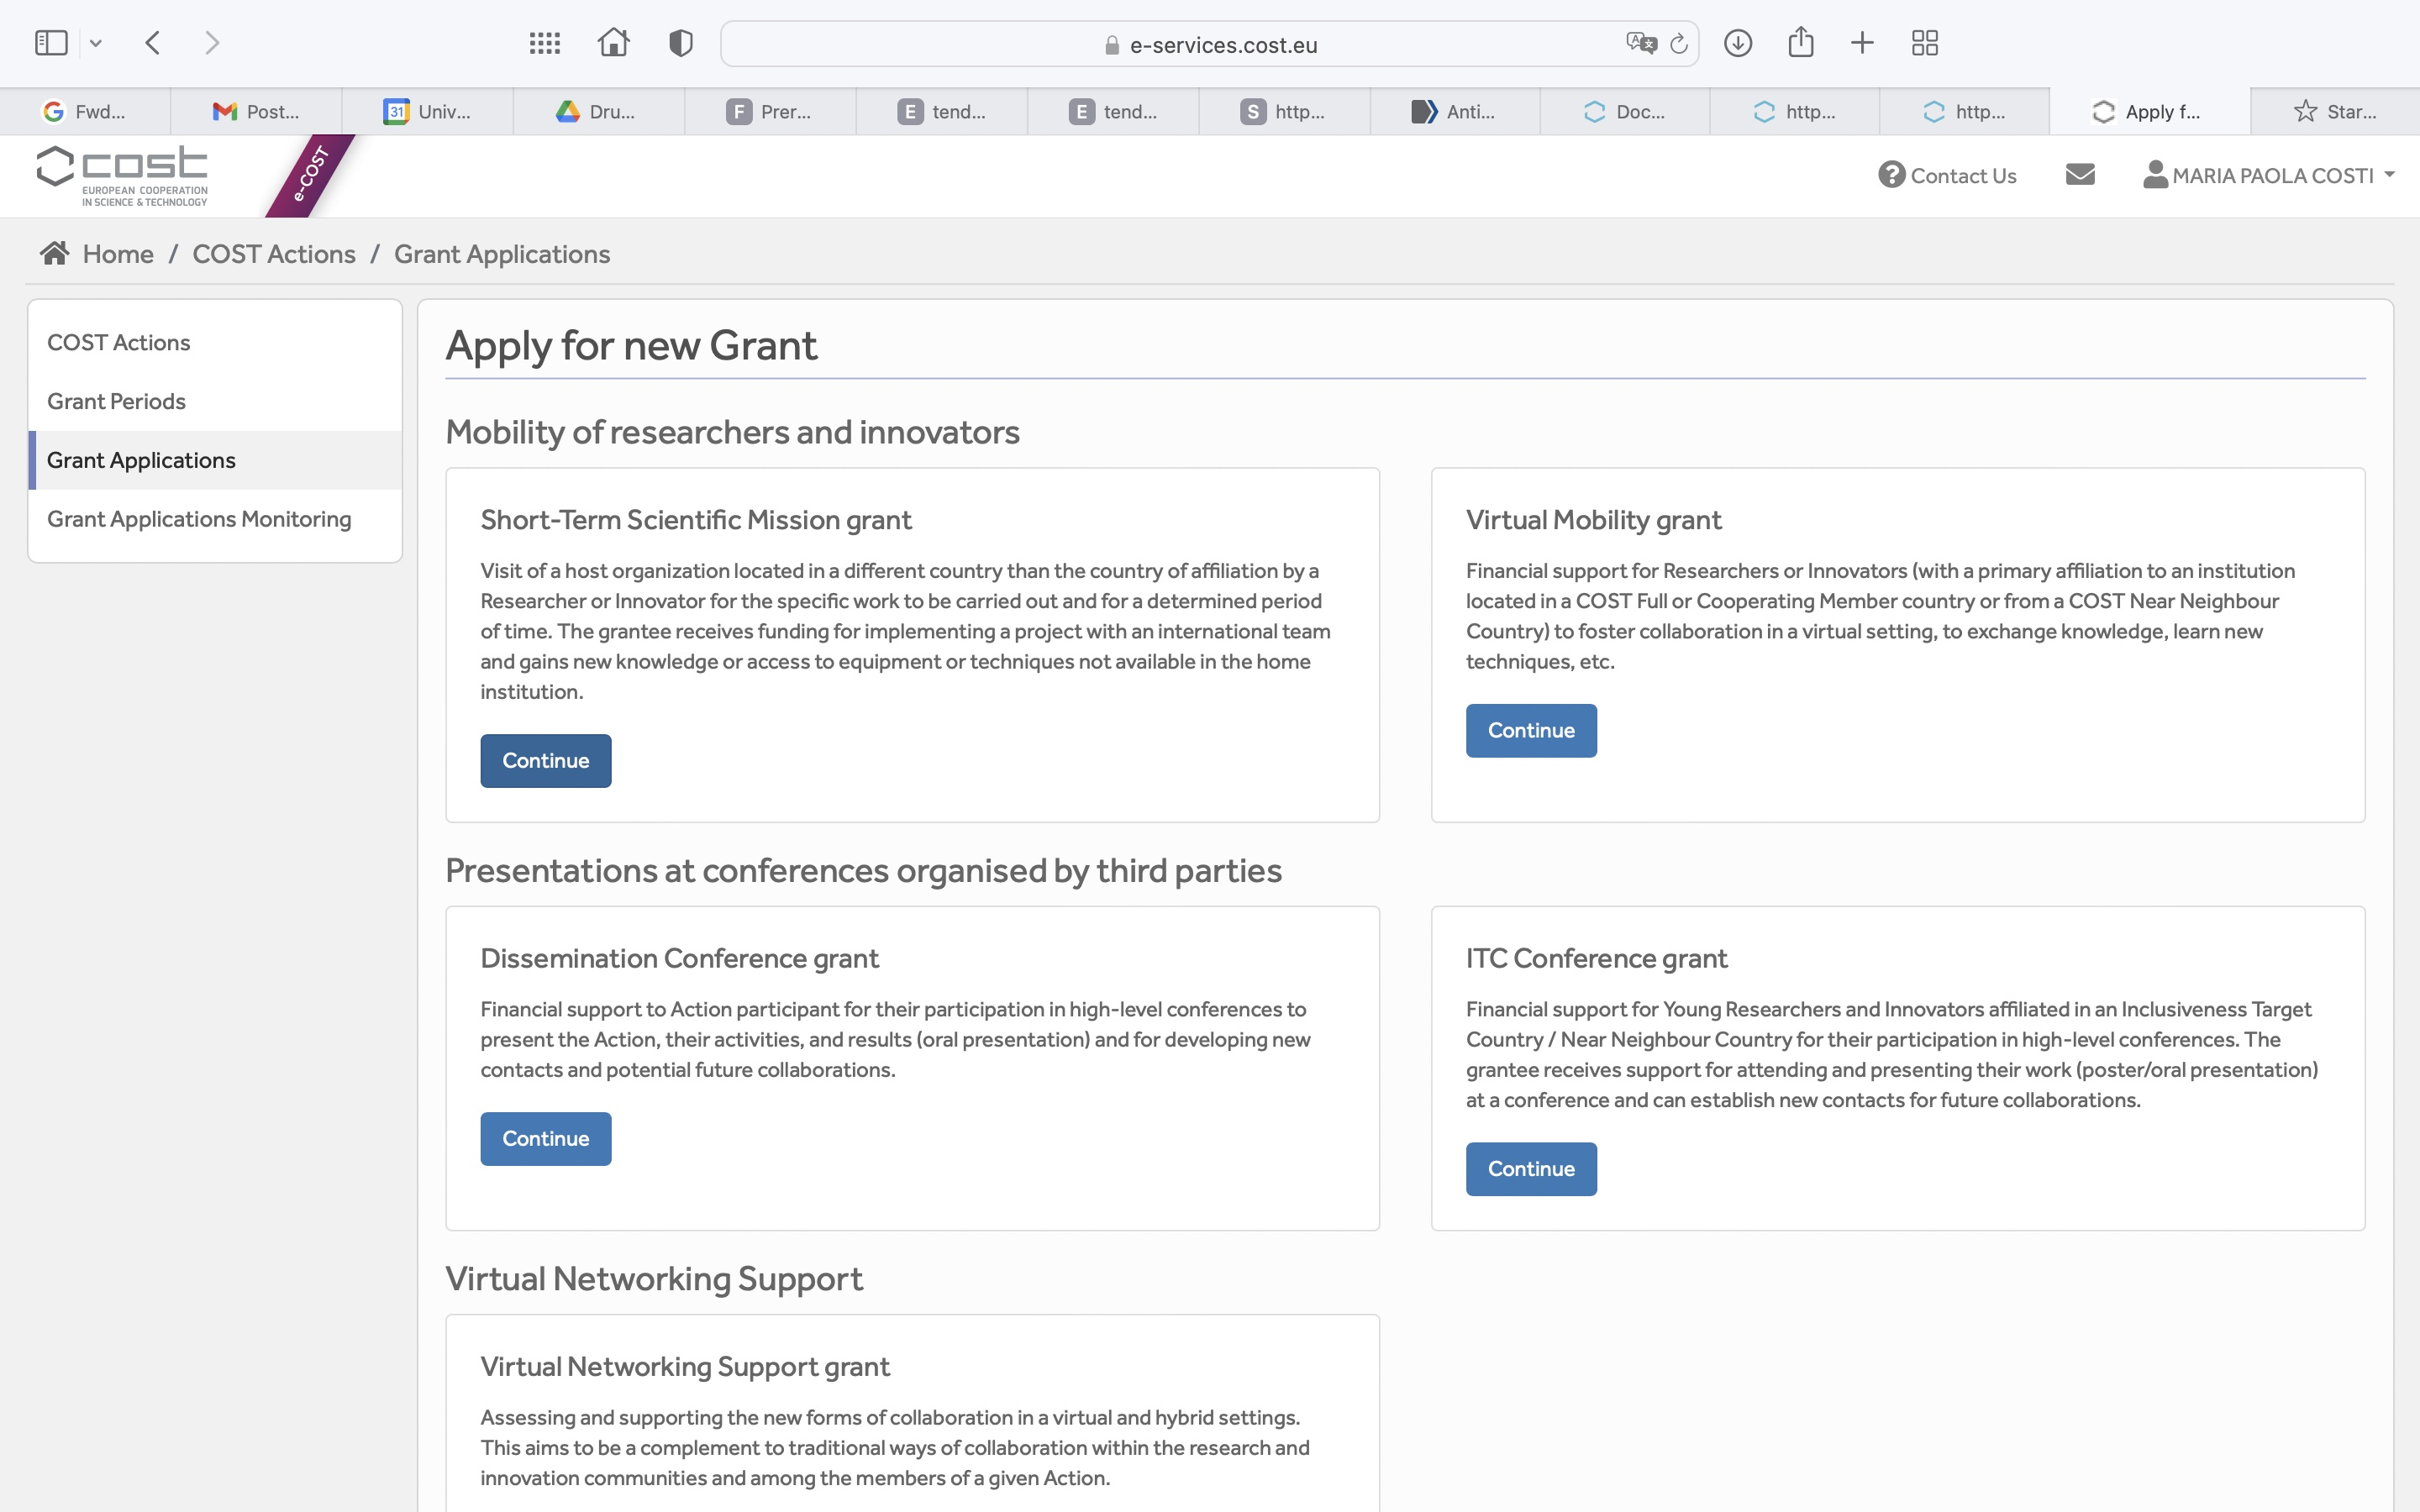 e-services.cost.eu
Fwd...
Post...
31
Univ...
Dru...
F
Prer...
E
tend...
E
tend...
S
http...
Anti...
Doc...
http...
http...
Apply f...
Star...
cost
EUROPEAN COOPERATION
IN SCIENCE & TECHNOLOGY
e-COST
Contact Us
MARIA PAOLA COSTI
Home / COST Actions / Grant Applications
COST Actions
Grant Periods
Grant Applications
Grant Applications Monitoring
Apply for new Grant
Mobility of researchers and innovators
Short-Term Scientific Mission grant
Visit of a host organization located in a different country than the country of affiliation by a
Researcher or Innovator for the specific work to be carried out and for a determined period
of time. The grantee receives funding for implementing a project with an international team
and gains new knowledge or access to equipment or techniques not available in the home
institution.
Continue
Virtual Mobility grant
Financial support for Researchers or Innovators (with a primary affiliation to an institution
located in a COST Full or Cooperating Member country or from a COST Near Neighbour
Country) to foster collaboration in a virtual setting, to exchange knowledge, learn new
techniques, etc.
Continue
Presentations at conferences organised by third parties
Dissemination Conference grant
Financial support to Action participant for their participation in high-level conferences to
present the Action, their activities, and results (oral presentation) and for developing new
contacts and potential future collaborations.
Continue
ITC Conference grant
Financial support for Young Researchers and Innovators affiliated in an Inclusiveness Target
Country / Near Neighbour Country for their participation in high-level conferences. The
grantee receives support for attending and presenting their work (poster/oral presentation)
at a conference and can establish new contacts for future collaborations.
Continue
Virtual Networking Support
Virtual Networking Support grant
Assessing and supporting the new forms of collaboration in a virtual and hybrid settings.
This aims to be a complement to traditional ways of collaboration within the research and
innovation communities and among the members of a given Action.